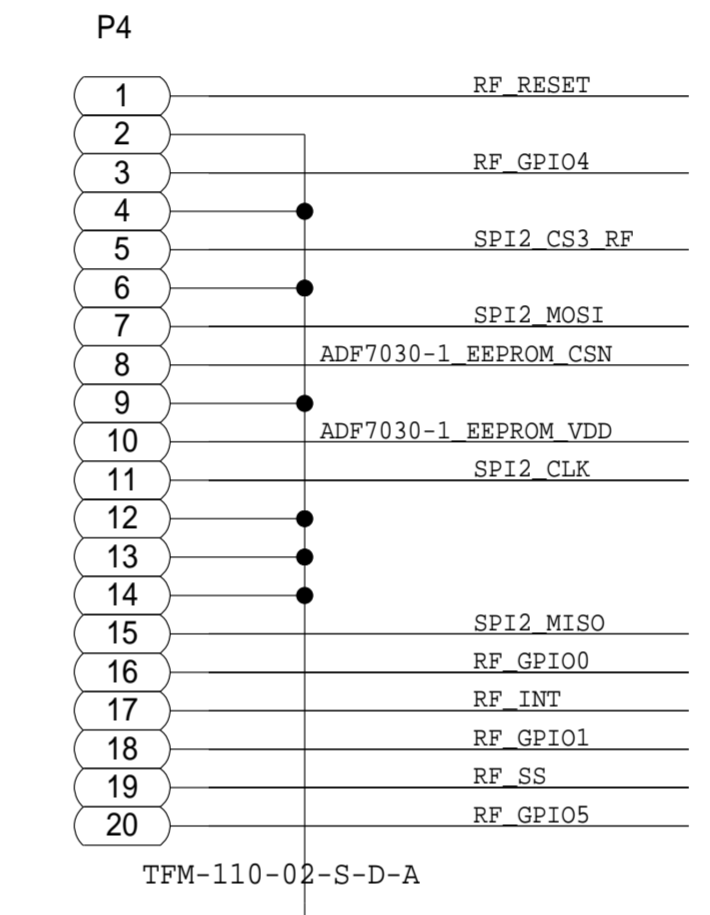 P4
1 RF_RESET
2
3 RF_GPIO4
4
5 SPI2_CS3_RF
6
7 SPI2_MOSI
8 ADF7030-1_EEPROM_CSN
9
10 ADF7030-1_EEPROM_VDD
11 SPI2_CLK
12
13
14
15 SPI2_MISO
16 RF_GPIO0
17 RF_INT
18 RF_GPIO1
19 RF_SS
20 RF_GPIO5
TFM-110-02-S-D-A